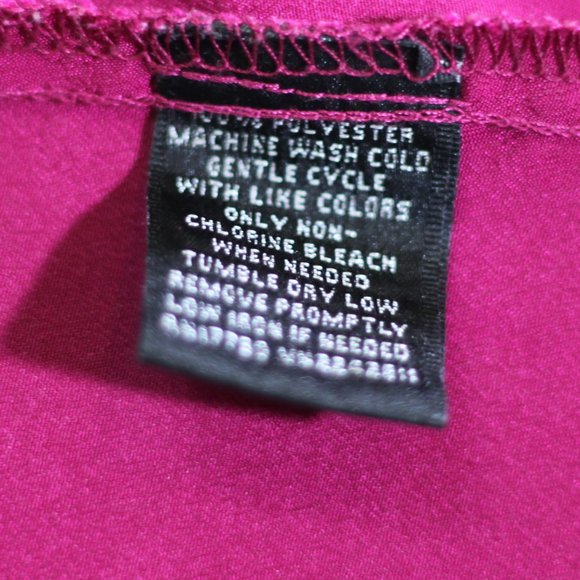 100% POLYESTER
MACHINE WASH COLD
GENTLE CYCLE
WITH LIKE COLORS
ONLY NON-
CHLORINE BLEACH
WHEN NEEDED
TUMBLE DRY LOW
REMOVE PROMPTLY
LOW IRON IF NEEDED